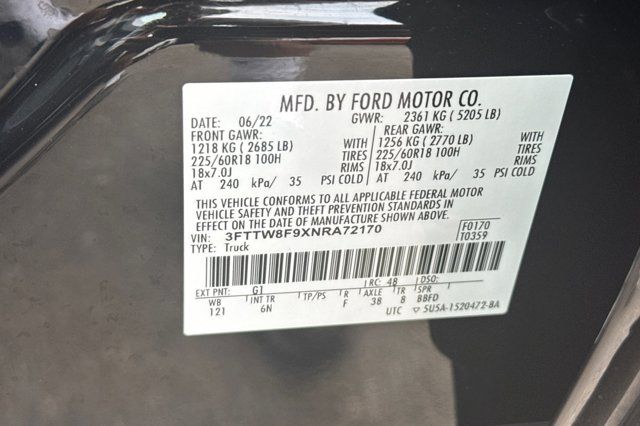 MFD. BY FORD MOTOR CO.
DATE: 06/22 GVWR: 2361 KG ( 5205 LB)
FRONT GAWR: REAR GAWR:
1218 KG ( 2685 LB) WITH 1256 KG ( 2770 LB) WITH
225/60R18 100H TIRES 225/60R18 100H TIRES
18x7.0J RIMS 18x7.0J RIMS
AT 240 kPa/ 35 PSI COLD AT 240 kPa/ 35 PSI COLD
THIS VEHICLE CONFORMS TO ALL APPLICABLE FEDERAL MOTOR
VEHICLE SAFETY AND THEFT PREVENTION STANDARDS IN
EFFECT ON THE DATE OF MANUFACTURE SHOWN ABOVE.
VIN: 3FTTW8F9XNRA72170 F0170
TYPE: Truck T0359
EXT PNT: G1 RC: 48 DSO:
WB INT TR TP/PS R AXLE TR SPR
121 6N F 38 8 BBFD
UTC ▽ 5U5A-1520472-BA